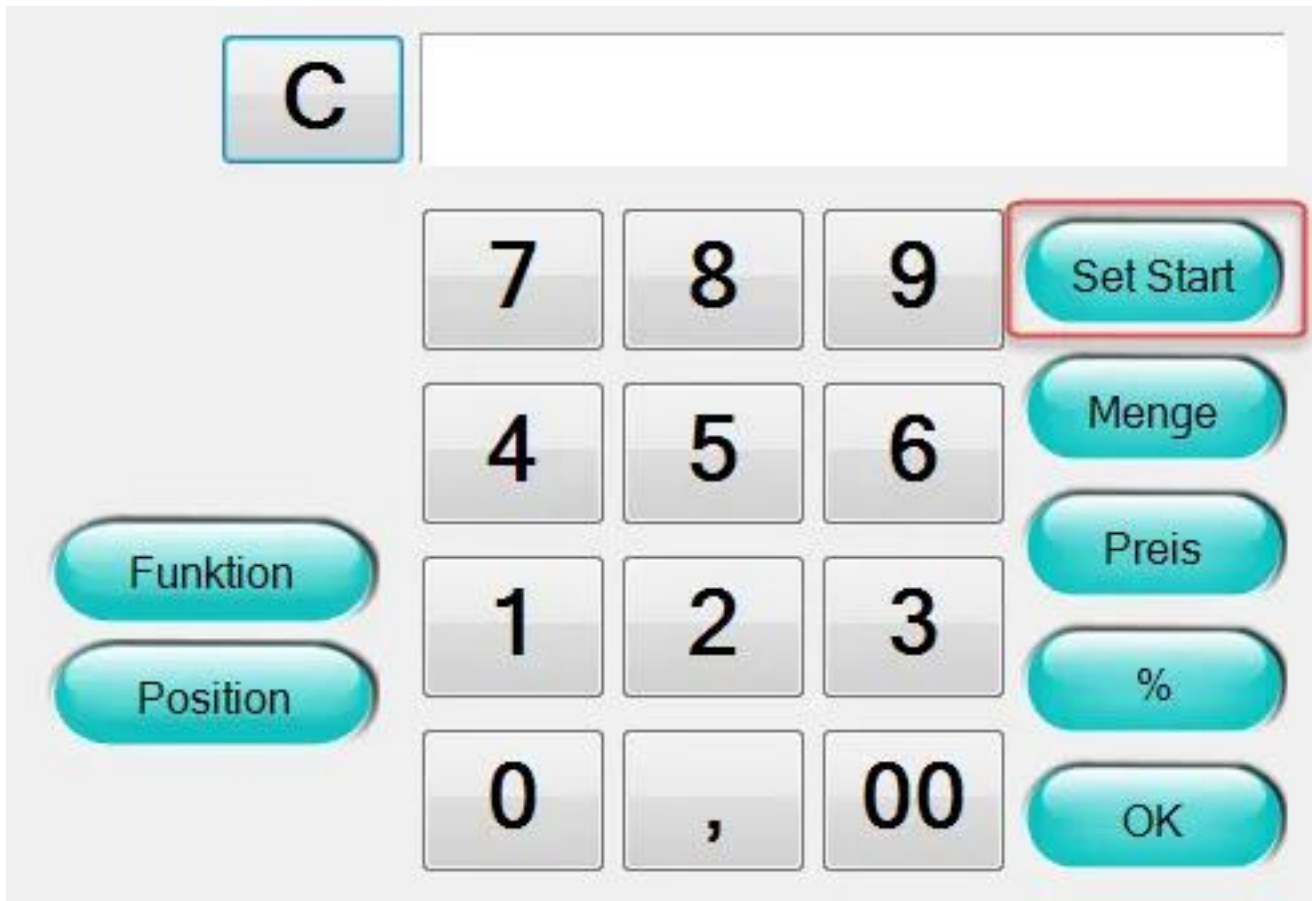 C
7 8 9 Set Start
4 5 6 Menge
Preis
Funktion
1 2 3
Position
%
0 , 00 OK